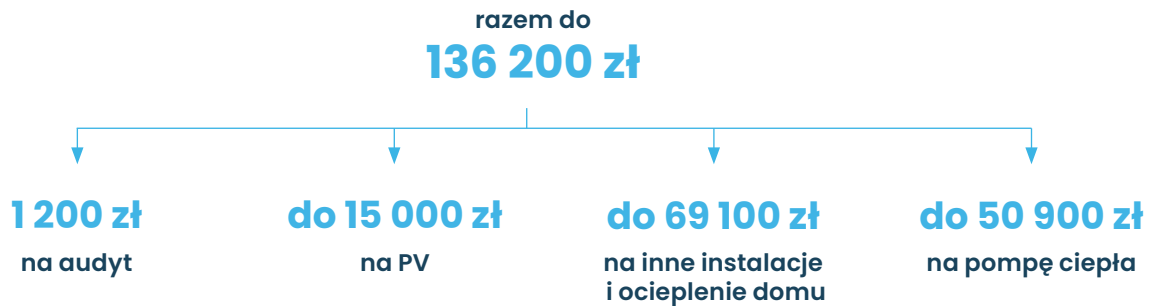 razem do
136 200 zł
1 200 zł
na audyt
do 15 000 zł
na PV
do 69 100 zł
na inne instalacje
i ocieplenie domu
do 50 900 zł
na pompę ciepła